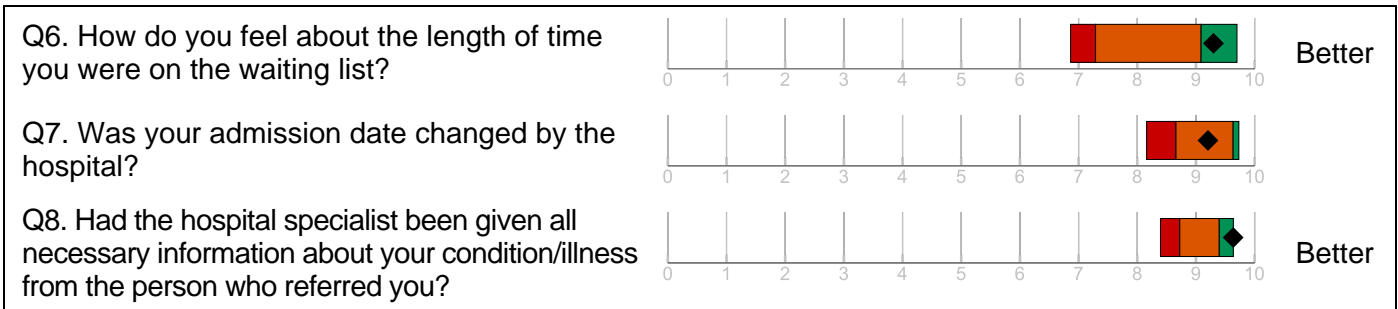 Q6. How do you feel about the length of time
you were on the waiting list?
Better
0 1 2 3 4 5 6 7 8 9 10
Q7. Was your admission date changed by the
hospital?
0 1 2 3 4 5 6 7 8 9 10
Q8. Had the hospital specialist been given all
necessary information about your condition/illness
from the person who referred you?
Better
0 1 2 3 4 5 6 7 8 9 10